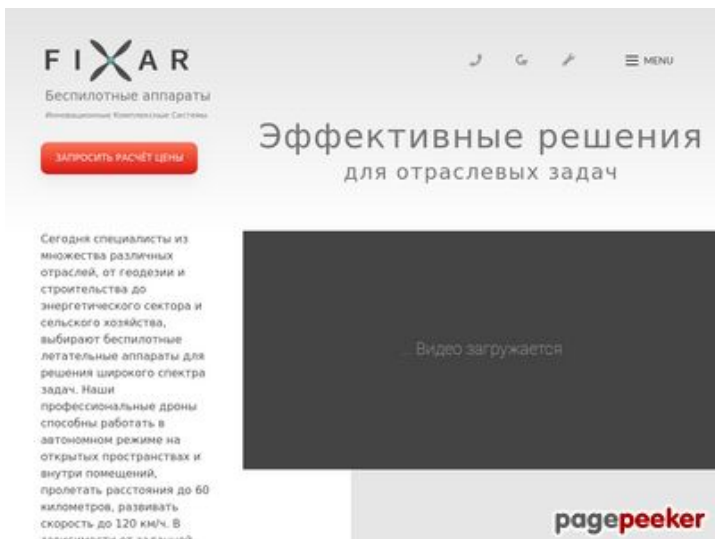 FIXAR
Беспилотные аппараты
Инновационные Комплексные Системы
MENU
ЗАПРОСИТЬ РАСЧЁТ ЦЕНЫ
Эффективные решения
для отраслевых задач
Сегодня специалисты из
множества различных
отраслей, от геодезии и
строительства до
энергетического сектора и
сельского хозяйства,
выбирают беспилотные
летательные аппараты для
решения широкого спектра
задач. Наши
профессиональные дроны
способны работать в
автономном режиме на
открытых пространствах и
внутри помещений,
пролетать расстояния до 60
километров, развивать
скорость до 120 км/ч. В
... Видео загружается
pagepeeker